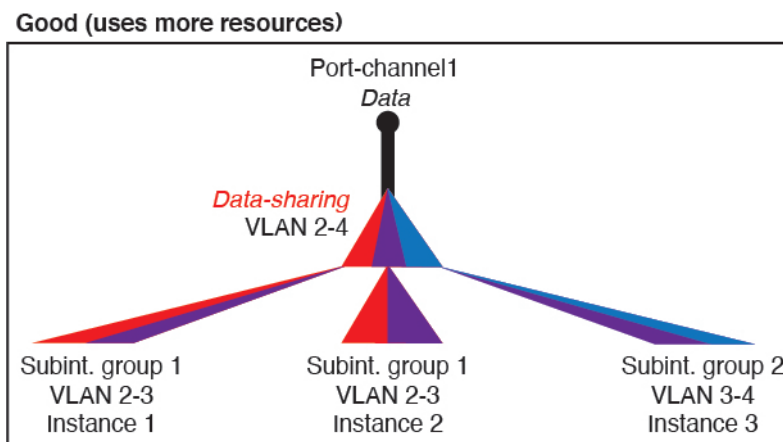 Good (uses more resources)
Port-channel1
Data
Data-sharing
VLAN 2-4
Subint. group 1
VLAN 2-3
Instance 1
Subint. group 1
VLAN 2-3
Instance 2
Subint. group 2
VLAN 3-4
Instance 3